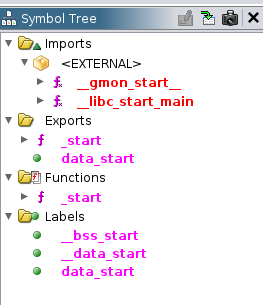 Symbol Tree
Imports
<EXTERNAL>
__gmon_start__
__libc_start_main
Exports
_start
data_start
Functions
_start
Labels
__bss_start
__data_start
data_start